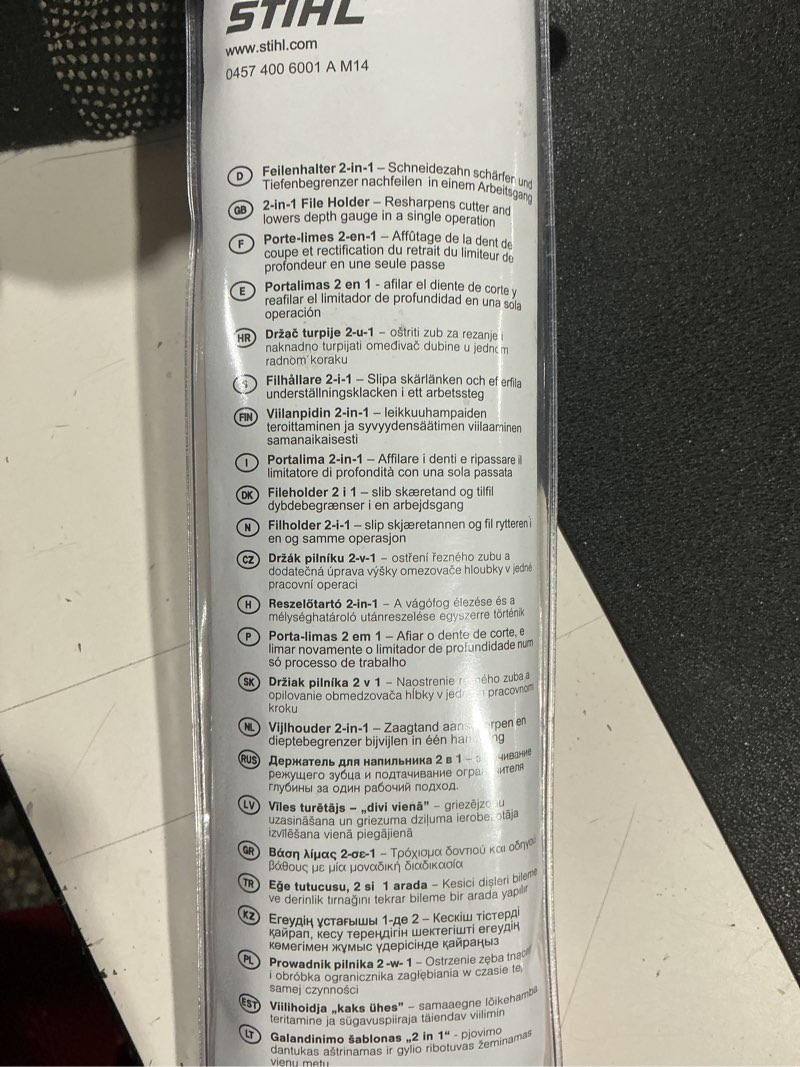 STIHL
www.stihl.com
0457 400 6001 A M14
D Feilenhalter 2-in-1 – Schneidezahn schärfen und
Tiefenbegrenzer nachfeilen in einem Arbeitsgang
GB 2-in-1 File Holder – Resharpens cutter and
lowers depth gauge in a single operation
F Porte-limes 2-en-1 – Affûtage de la dent de
coupe et rectification du retrait du limiteur de
profondeur en une seule passe
E Portalimas 2 en 1 - afilar el diente de corte y
reafilar el limitador de profundidad en una sola
operación
HR Držač turpije 2-u-1 – oštriti zub za rezanje i
naknadno turpijati omeđivač dubine u jednom
radnom koraku
S Filhållare 2-i-1 – Slipa skärlänken och efterfila
underställningsklacken i ett arbetssteg
FIN Viilanpidin 2-in-1 – leikkuuhampaiden
teroittaminen ja syvyydensäätimen viilaaminen
samanaikaisesti
I Portalima 2-in-1 – Affilare i denti e ripassare il
limitatore di profondità con una sola passata
DK Fileholder 2 i 1 – slib skæretand og tilfil
dybdebegrænser i en arbejdsgang
N Filholder 2-i-1 – slip skjæretannen og fil rytteren i
en og samme operasjon
CZ Držák pilníku 2-v-1 – ostření řezného zubu a
dodatečná úprava výšky omezovače hloubky v jedné
pracovní operaci
H Reszelőtartó 2-in-1 – A vágófog élezése és a
mélységhatároló utánreszelése egyszerre történik
P Porta-limas 2 em 1 – Afiar o dente de corte, e
limar novamente o limitador de profundidade num
só processo de trabalho
SK Držiak pilníka 2 v 1 – Naostrenie zuba a
opilovanie obmedzovača hĺbky v pracovnom
kroku
NL Vijlhouder 2-in-1 – Zaagtand en
dieptebegrenzer bijvijlen in één
RUS Держатель для напильника 2 в 1 –
режущего зубца и подтачивание
глубины за один рабочий подход.
LV Vīles turētājs – „divi vienā” –
uzasināšana un griezuma dziļuma
izvīlēšana vienā piegājienā
GR Βάση λίμας 2-σε-1 – Τρόχισμα δοντιού και οδηγού
βάθους με μία μοναδική διαδικασία
TR Eğe tutucusu, 2 si 1 arada – Kesici dişleri bileme
ve derinlik tırnağını tekrar bileme bir arada yapılır
KZ Егеудің ұстағышы 1-де 2 – Кескіш тістерді
қайрап, кесу тереңдігін шектегішті егеудің
көмегімен жұмыс үдерісінде қайраңыз
PL Prowadnik pilnika 2 -w- 1 – Ostrzenie zęba tnącego
i obróbka ogranicznika zagłębiania w czasie tej
samej czynności
EST Viilihoidja „kaks ühes” – samaaegne lõikehamba
teritamine ja sügavuspiiraja täiendav viilimin
LT Galandinimo šablonas „2 in 1“ - pjovimo
dantukas aštrinamas ir gylio ribotuvas žeminamas
vienu metu